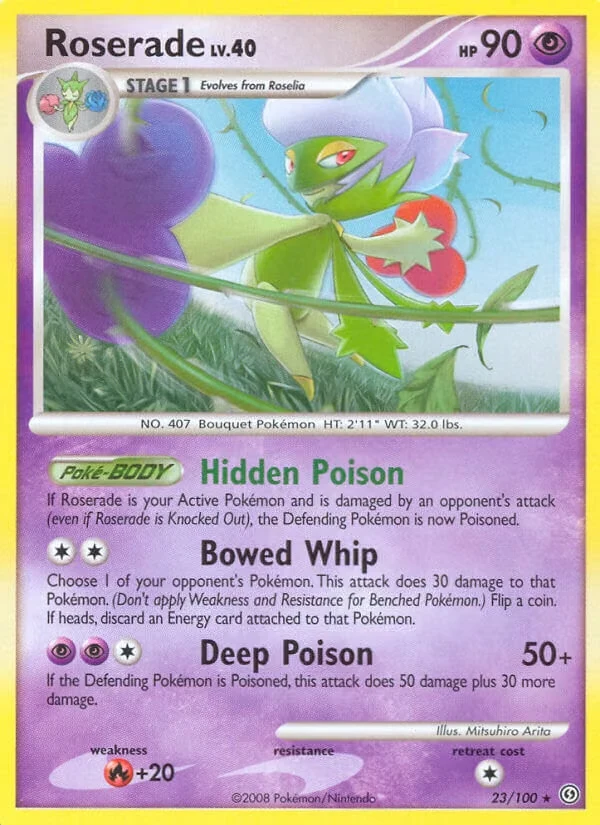 Roserade LV.40 HP 90
STAGE 1 Evolves from Roselia
NO. 407 Bouquet Pokémon HT: 2'11" WT: 32.0 lbs.
Poké-BODY Hidden Poison
If Roserade is your Active Pokémon and is damaged by an opponent's attack
(even if Roserade is Knocked Out), the Defending Pokémon is now Poisoned.
Bowed Whip
Choose 1 of your opponent's Pokémon. This attack does 30 damage to that
Pokémon. (Don't apply Weakness and Resistance for Benched Pokémon.) Flip a coin.
If heads, discard an Energy card attached to that Pokémon.
Deep Poison 50+
If the Defending Pokémon is Poisoned, this attack does 50 damage plus 30 more
damage.
Illus. Mitsuhiro Arita
weakness resistance retreat cost
+20
©2008 Pokémon/Nintendo 23/100 ★